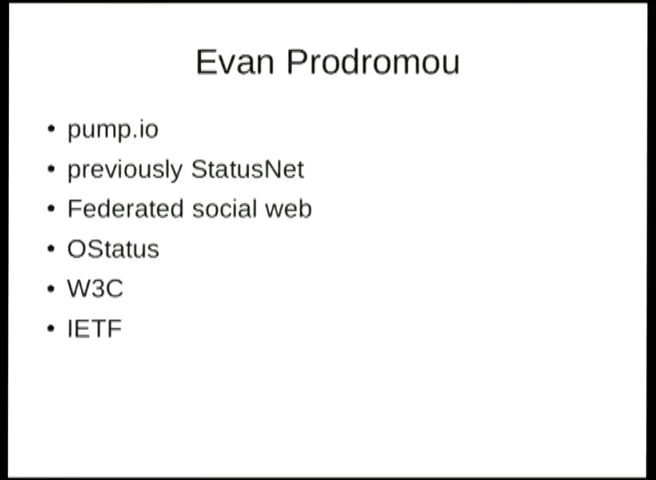 Evan Prodromou
• pump.io
• previously StatusNet
• Federated social web
• OStatus
• W3C
• IETF